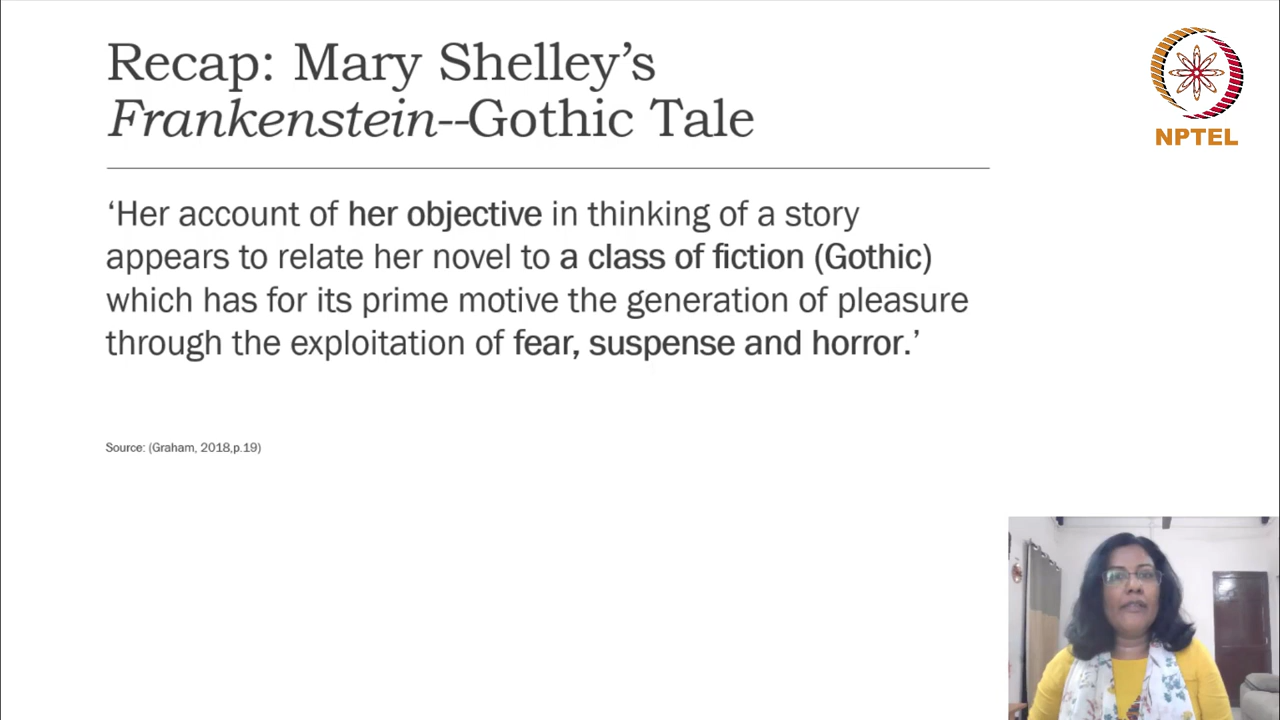 Recap: Mary Shelley’s
Frankenstein--Gothic Tale
NPTEL
‘Her account of her objective in thinking of a story
appears to relate her novel to a class of fiction (Gothic)
which has for its prime motive the generation of pleasure
through the exploitation of fear, suspense and horror.’
Source: (Graham, 2018,p.19)